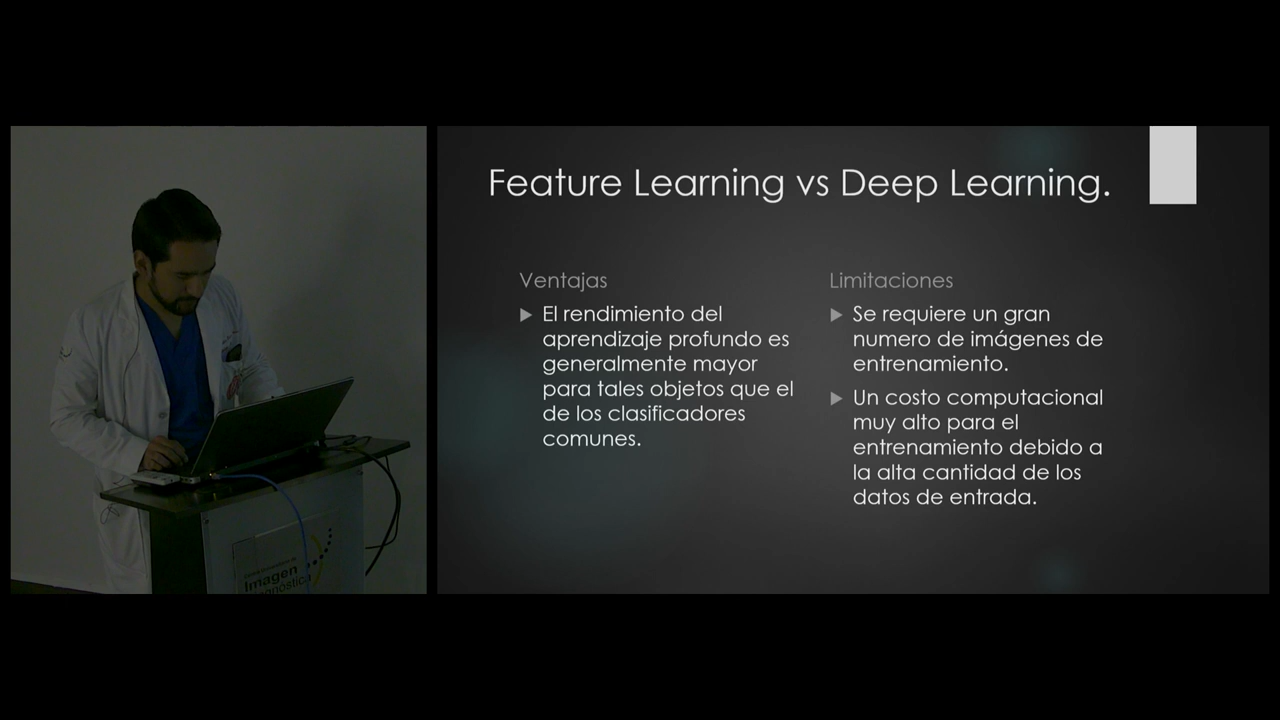 Feature Learning vs Deep Learning.
Ventajas
El rendimiento del
aprendizaje profundo es
generalmente mayor
para tales objetos que el
de los clasificadores
comunes.
Limitaciones
Se requiere un gran
numero de imágenes de
entrenamiento.
Un costo computacional
muy alto para el
entrenamiento debido a
la alta cantidad de los
datos de entrada.
Imagen